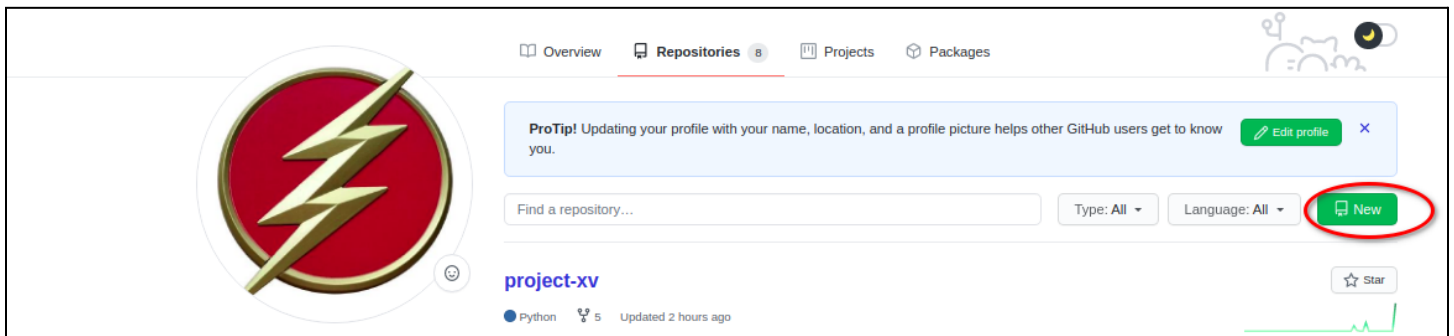 Overview Repositories 8 Projects Packages
ProTip! Updating your profile with your name, location, and a profile picture helps other GitHub users get to know
you.
Edit profile
Find a repository…
Type: All
Language: All
New
project-xv
Star
Python 5 Updated 2 hours ago